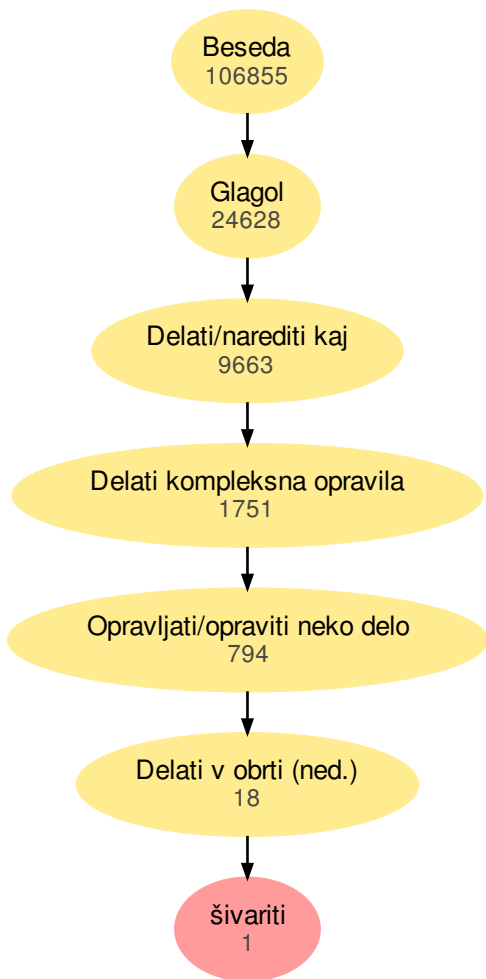 Beseda
106855
Glagol
24628
Delati/narediti kaj
9663
Delati kompleksna opravila
1751
Opravljati/opraviti neko delo
794
Delati v obrti (ned.)
18
šivariti
1